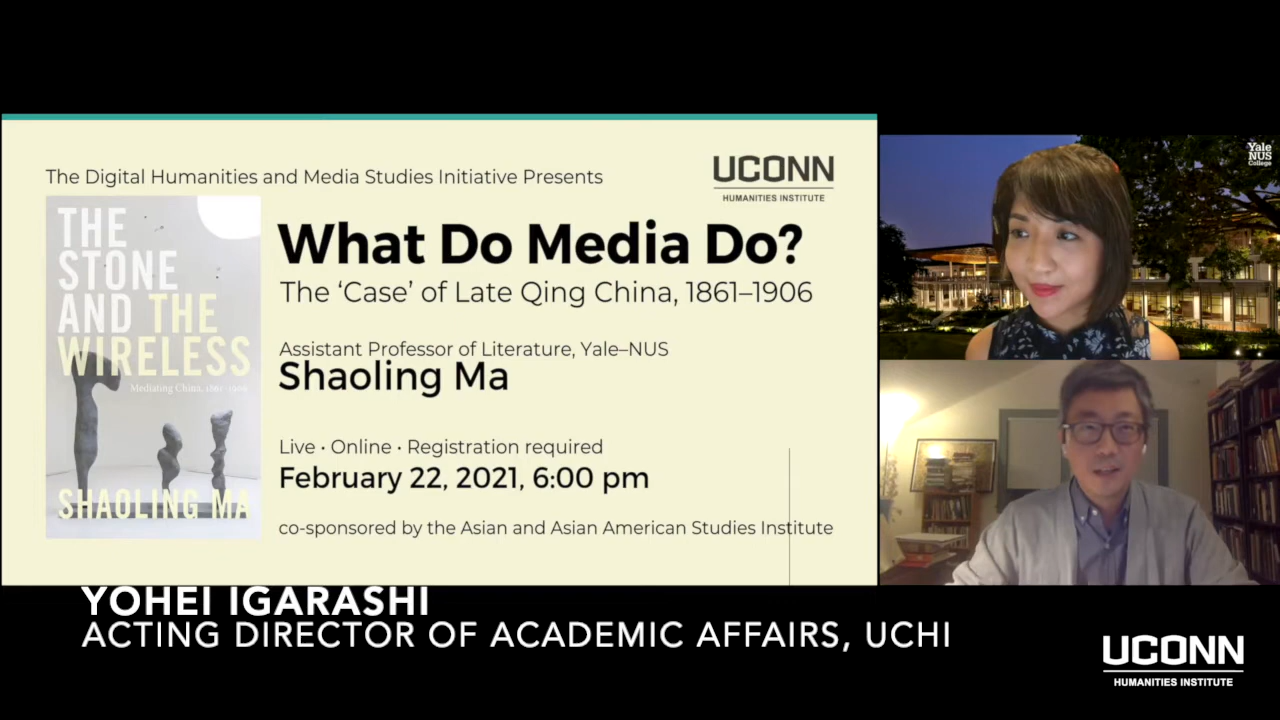 The Digital Humanities and Media Studies Initiative Presents
UCONN
HUMANITIES INSTITUTE
THE
STONE
AND THE
WIRELESS
Mediating China, 1861–1906
SHAOLING MA
What Do Media Do?
The ‘Case’ of Late Qing China, 1861–1906
Assistant Professor of Literature, Yale–NUS
Shaoling Ma
Live • Online • Registration required
February 22, 2021, 6:00 pm
co-sponsored by the Asian and Asian American Studies Institute
Yale
NUS
College
YOHEI IGARASHI
ACTING DIRECTOR OF ACADEMIC AFFAIRS, UCHI
UCONN
HUMANITIES INSTITUTE